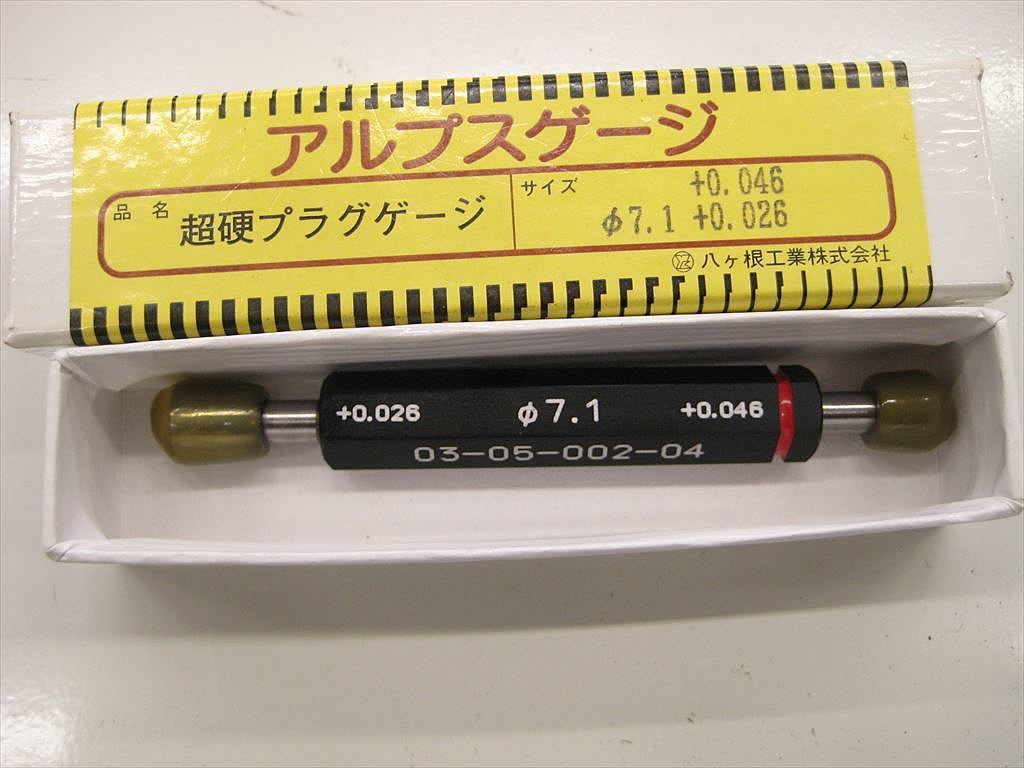 アルプスゲージ
品名 超硬プラグゲージ
サイズ +0.046
φ7.1 +0.026
八ヶ根工業株式会社
+0.026 φ7.1 +0.046
03-05-002-04